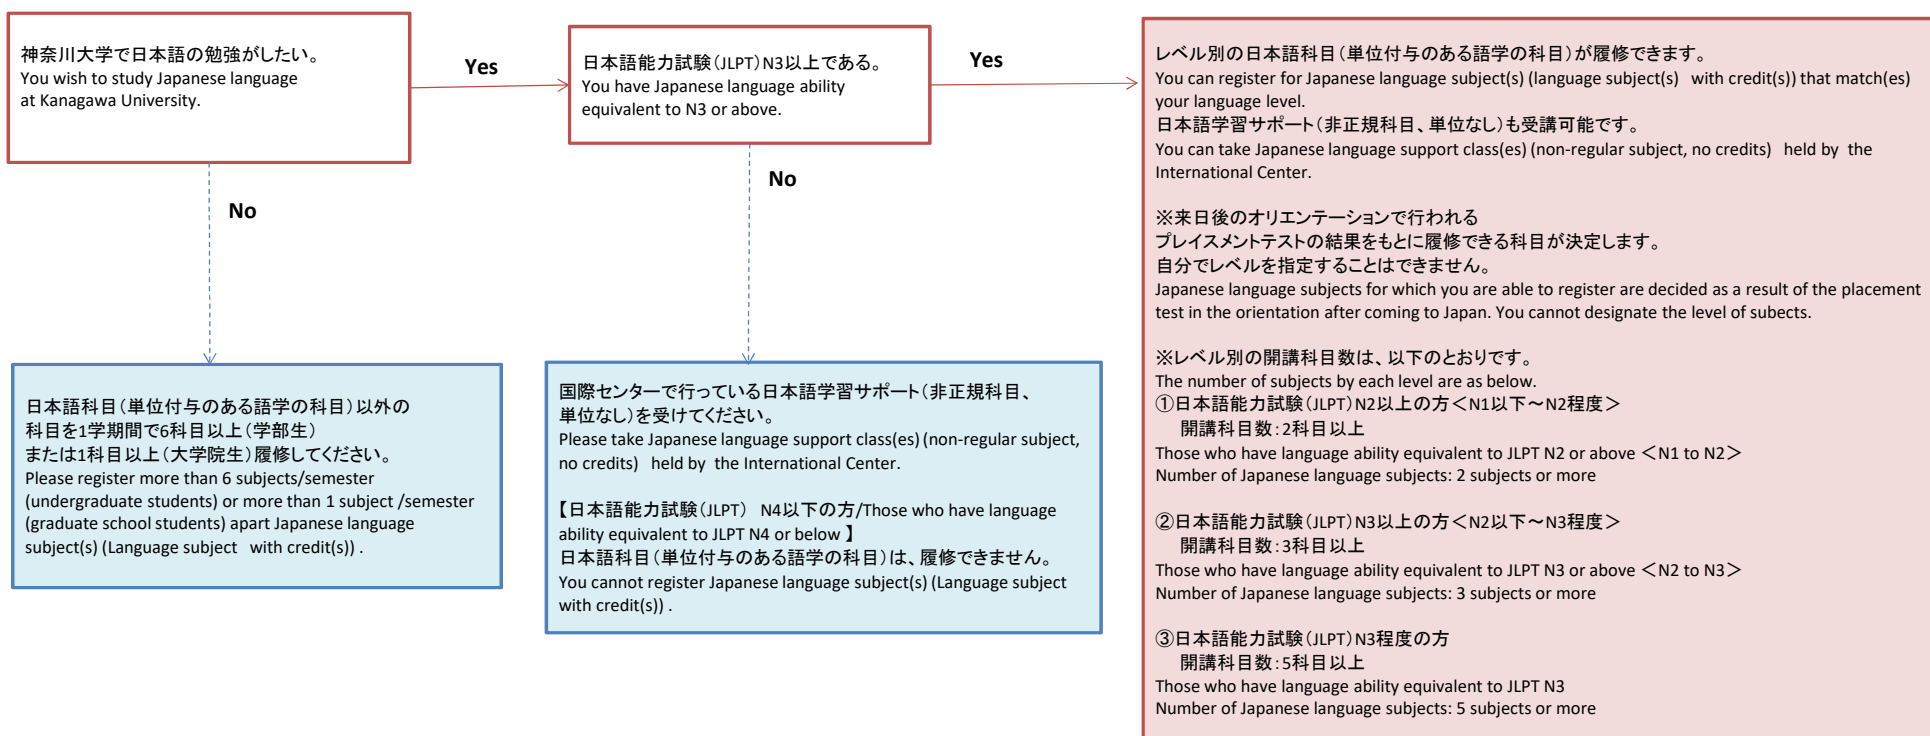 神奈川大学で日本語の勉強がしたい。
You wish to study Japanese language
at Kanagawa University.
Yes
日本語能力試験(JLPT)N3以上である。
You have Japanese language ability
equivalent to N3 or above.
Yes
No
No
日本語科目(単位付与のある語学の科目)以外の
科目を1学期間で6科目以上(学部生)
または1科目以上(大学院生)履修してください。
Please register more than 6 subjects/semester
(undergraduate students) or more than 1 subject /semester
(graduate school students) apart Japanese language
subject(s) (Language subject with credit(s)) .
国際センターで行っている日本語学習サポート(非正規科目、
単位なし)を受けてください。
Please take Japanese language support class(es) (non-regular subject,
no credits) held by the International Center.
【日本語能力試験(JLPT) N4以下の方/Those who have language
ability equivalent to JLPT N4 or below 】
日本語科目(単位付与のある語学の科目)は、履修できません。
You cannot register Japanese language subject(s) (Language subject
with credit(s)) .
レベル別の日本語科目(単位付与のある語学の科目)が履修できます。
You can register for Japanese language subject(s) (language subject(s) with credit(s)) that match(es)
your language level.
日本語学習サポート(非正規科目、単位なし)も受講可能です。
You can take Japanese language support class(es) (non-regular subject, no credits) held by the
International Center.
※来日後のオリエンテーションで行われる
プレイスメントテストの結果をもとに履修できる科目が決定します。
自分でレベルを指定することはできません。
Japanese language subjects for which you are able to register are decided as a result of the placement
test in the orientation after coming to Japan. You cannot designate the level of subects.
※レベル別の開講科目数は、以下のとおりです。
The number of subjects by each level are as below.
①日本語能力試験(JLPT)N2以上の方<N1以下~N2程度>
開講科目数:2科目以上
Those who have language ability equivalent to JLPT N2 or above <N1 to N2>
Number of Japanese language subjects: 2 subjects or more
②日本語能力試験(JLPT)N3以上の方<N2以下~N3程度>
開講科目数:3科目以上
Those who have language ability equivalent to JLPT N3 or above <N2 to N3>
Number of Japanese language subjects: 3 subjects or more
③日本語能力試験(JLPT)N3程度の方
開講科目数:5科目以上
Those who have language ability equivalent to JLPT N3
Number of Japanese language subjects: 5 subjects or more